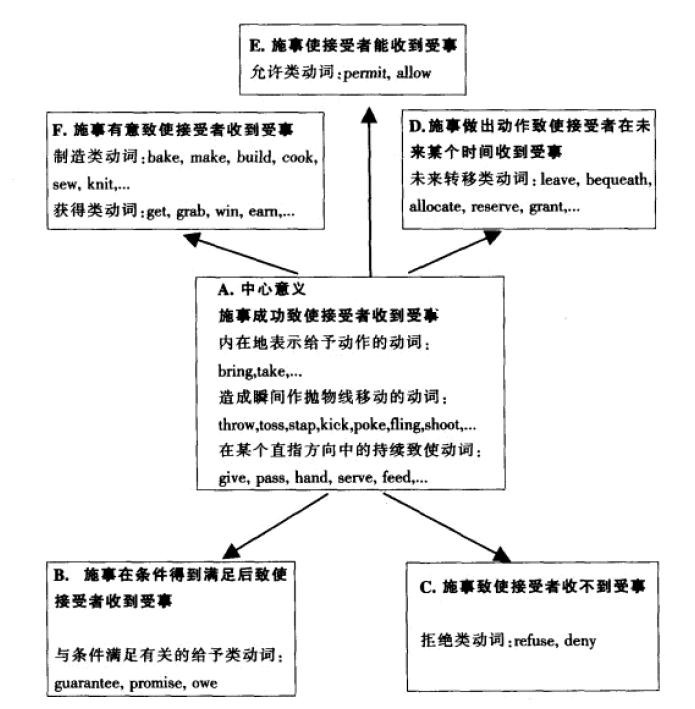 E. 施事使接受者能收到受事
允许类动词:permit, allow
F. 施事有意致使接受者收到受事
制造类动词:bake, make, build, cook,
sew, knit,...
获得类动词:get, grab, win, earn,...
D.施事做出动作致使接受者在未
来某个时间收到受事
未来转移类动词:leave, bequeath,
allocate, reserve, grant,...
A. 中心意义
施事成功致使接受者收到受事
内在地表示给予动作的动词:
bring,take,...
造成瞬间作抛物线移动的动词:
throw,toss,stap,kick,poke,fling,shoot,...
在某个直指方向中的持续致使动词:
give, pass, hand, serve, feed,...
B. 施事在条件得到满足后致使
接受者收到受事
与条件满足有关的给予类动词:
guarantee, promise, owe
C. 施事致使接受者收不到受事
拒绝类动词:refuse, deny